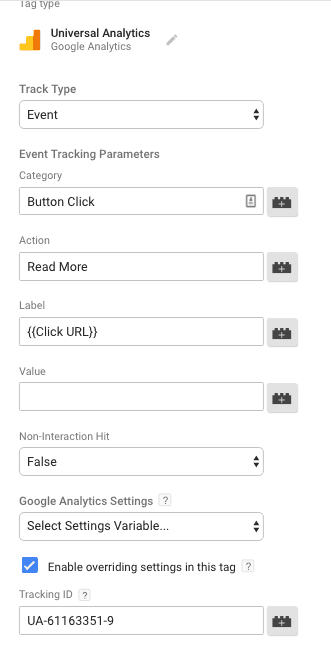 Tag type
Universal Analytics
Google Analytics
Track Type
Event
Event Tracking Parameters
Category
Button Click
Action
Read More
Label
{{Click URL}}
Value
Non-Interaction Hit
False
Google Analytics Settings ?
Select Settings Variable...
Enable overriding settings in this tag ?
Tracking ID ?
UA-61163351-9